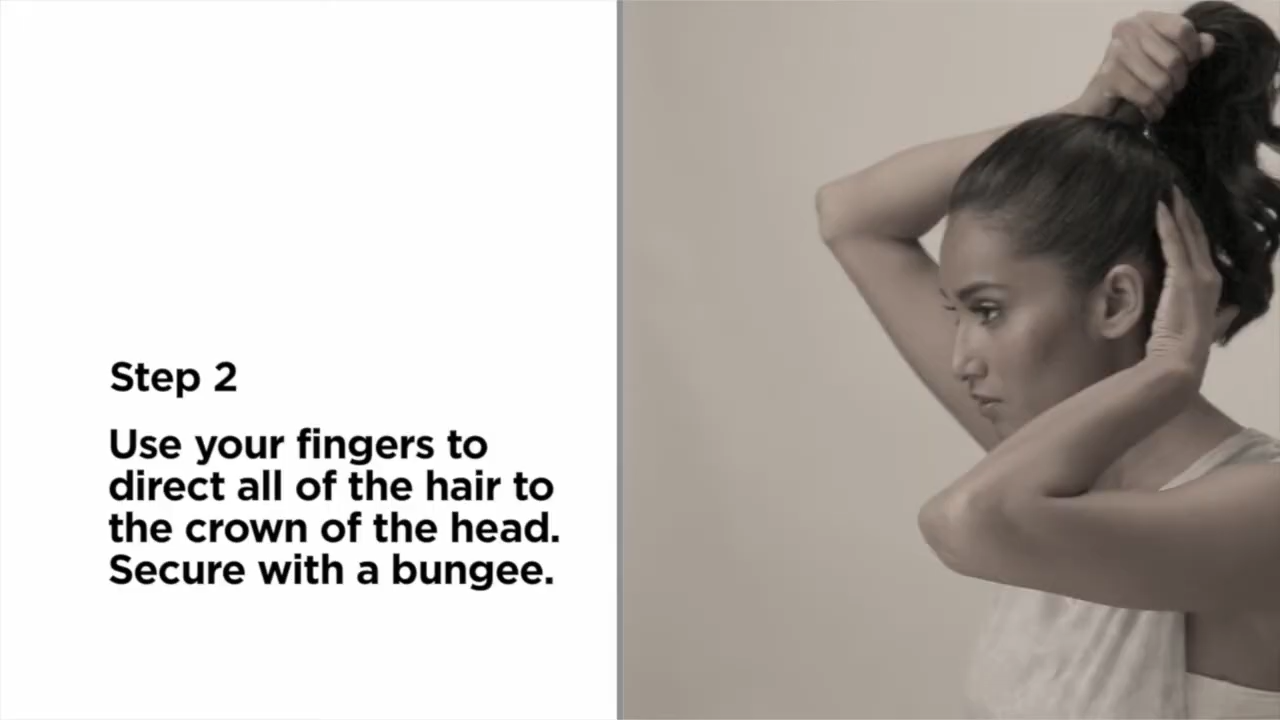 Step 2
Use your fingers to
direct all of the hair to
the crown of the head.
Secure with a bungee.